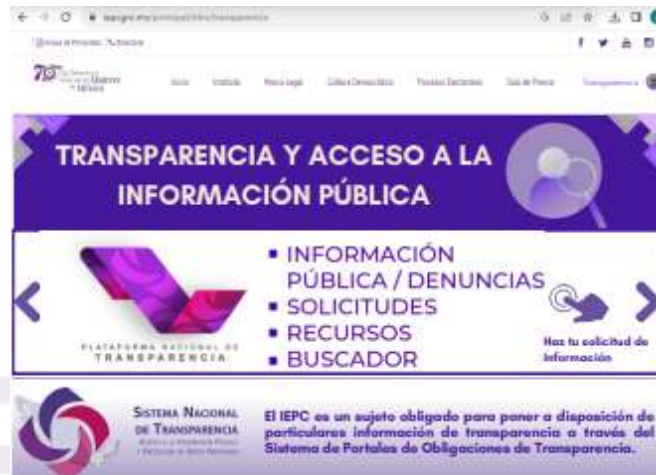 Inicio Instituto Marco Legal Cultura Democrática Procesos Electorales Sala de Prensa Transparencia
TRANSPARENCIA Y ACCESO A LA
INFORMACIÓN PÚBLICA
INFORMACIÓN
PÚBLICA / DENUNCIAS
SOLICITUDES
RECURSOS
BUSCADOR
PLATAFORMA NACIONAL DE
TRANSPARENCIA
Haz tu solicitud de
Información
SISTEMA NACIONAL
DE TRANSPARENCIA
El IEPC es un sujeto obligado para poner a disposición de
particulares información de transparencia a través del
Sistema de Portales de Obligaciones de Transparencia.